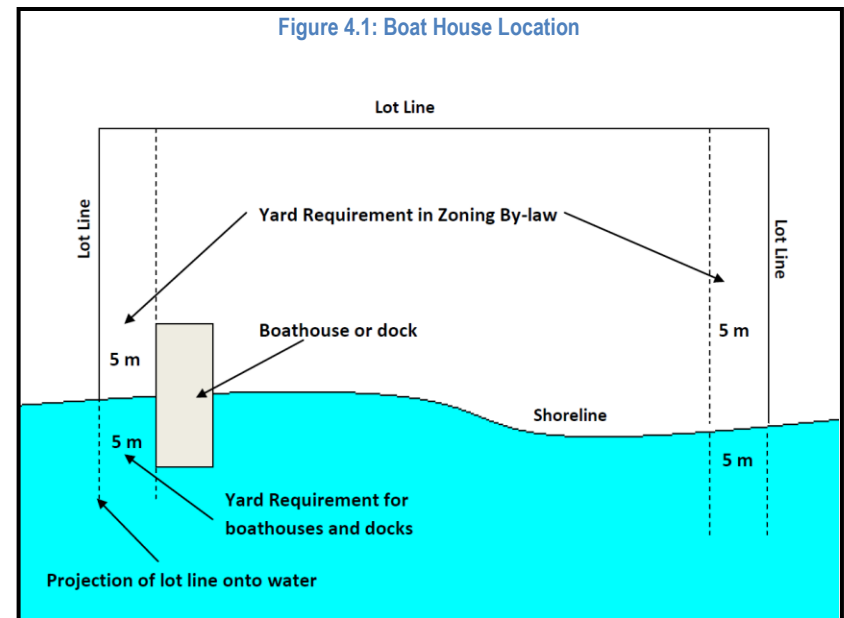 Figure 4.1: Boat House Location
Lot Line
Lot Line
Yard Requirement in Zoning By-law
Lot Line
Boathouse or dock
5 m
5 m
Shoreline
5 m
5 m
Yard Requirement for
boathouses and docks
Projection of lot line onto water